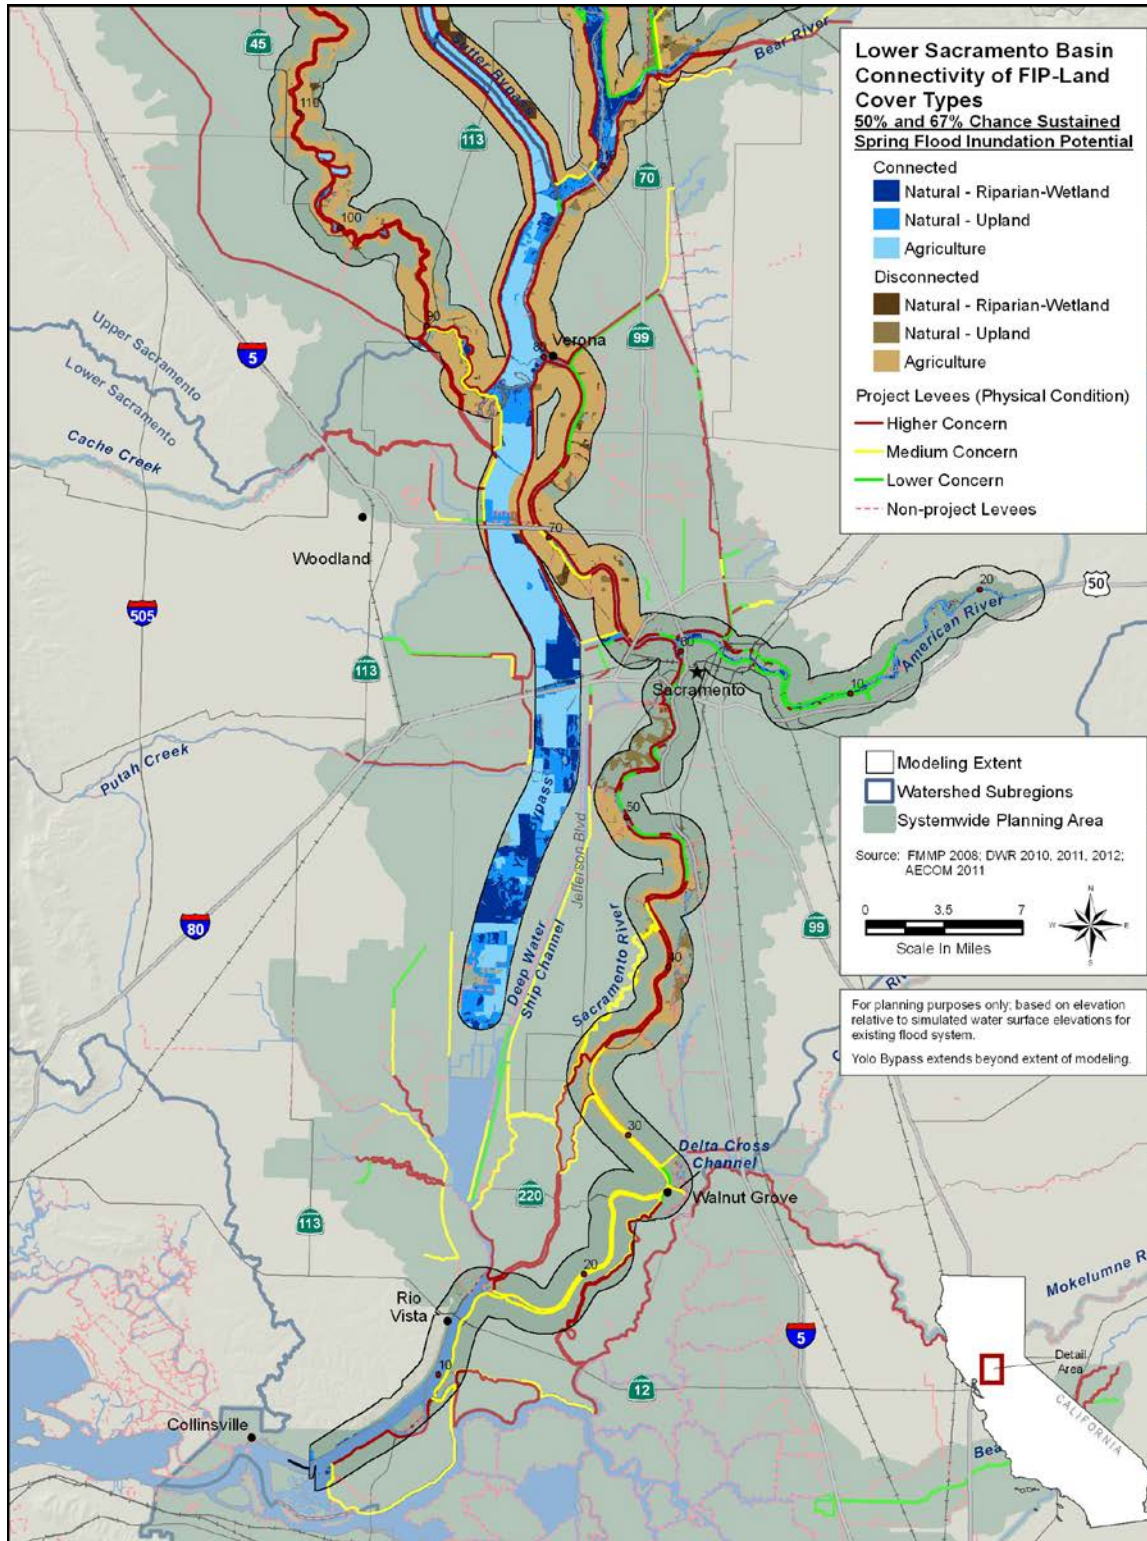 Lower Sacramento Basin
Connectivity of FIP-Land
Cover Types
50% and 67% Chance Sustained
Spring Flood Inundation Potential
Connected
Natural - Riparian-Wetland
Natural - Upland
Agriculture
Disconnected
Natural - Riparian-Wetland
Natural - Upland
Agriculture
Project Levees (Physical Condition)
Higher Concern
Medium Concern
Lower Concern
Non-project Levees
45
Sutter Bypass
Bear River
113
70
110
100
90
Upper Sacramento
Lower Sacramento
5
80
Verona
99
Cache Creek
Woodland
70
505
113
60
Sacramento
20
50
American River
10
Putah Creek
Bypass
Jefferson Blvd
50
80
Deep Water
Ship Channel
Sacramento River
40
99
Modeling Extent
Watershed Subregions
Systemwide Planning Area
Source: FMMP 2008; DWR 2010, 2011, 2012;
AECOM 2011
N
W E
S
0 3.5 7
Scale In Miles
For planning purposes only; based on elevation
relative to simulated water surface elevations for
existing flood system.
Yolo Bypass extends beyond extent of modeling.
30
Delta Cross
Channel
Walnut Grove
220
113
20
Rio
Vista
10
Mokelumne R
5
12
Detail
Area
CALIFORNIA
Collinsville
Bea